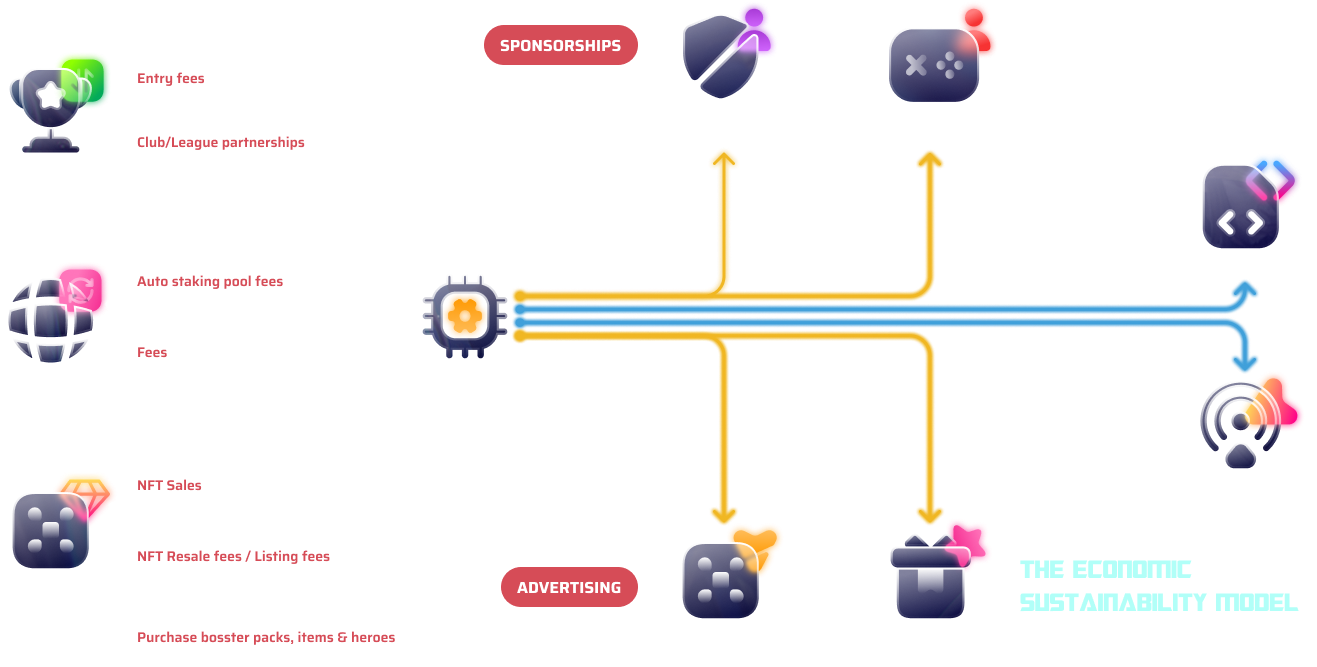 SPONSORSHIPS
Entry fees
Club/League partnerships
Auto staking pool fees
Fees
NFT Sales
NFT Resale fees / Listing fees
Purchase bosster packs, items & heroes
ADVERTISING
THE ECONOMIC
SUSTAINABILITY MODEL